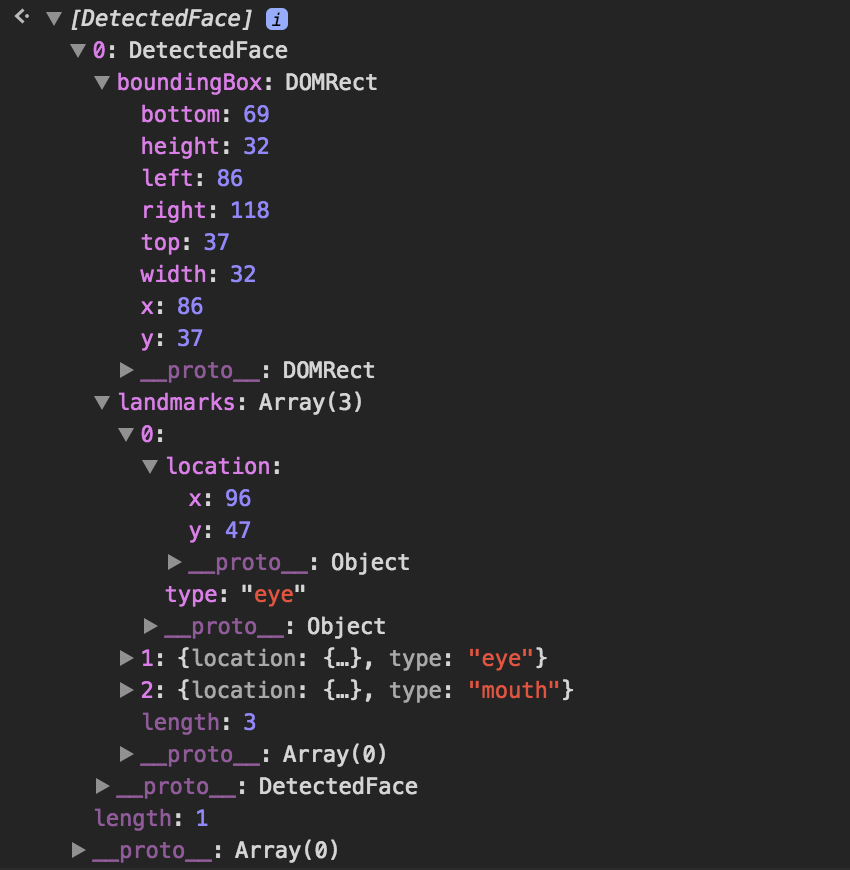 [DetectedFace] i
0: DetectedFace
boundingBox: DOMRect
bottom: 69
height: 32
left: 86
right: 118
top: 37
width: 32
x: 86
y: 37
__proto__: DOMRect
landmarks: Array(3)
0:
location:
x: 96
y: 47
__proto__: Object
type: "eye"
__proto__: Object
1: {location: {…}, type: "eye"}
2: {location: {…}, type: "mouth"}
length: 3
__proto__: Array(0)
__proto__: DetectedFace
length: 1
__proto__: Array(0)